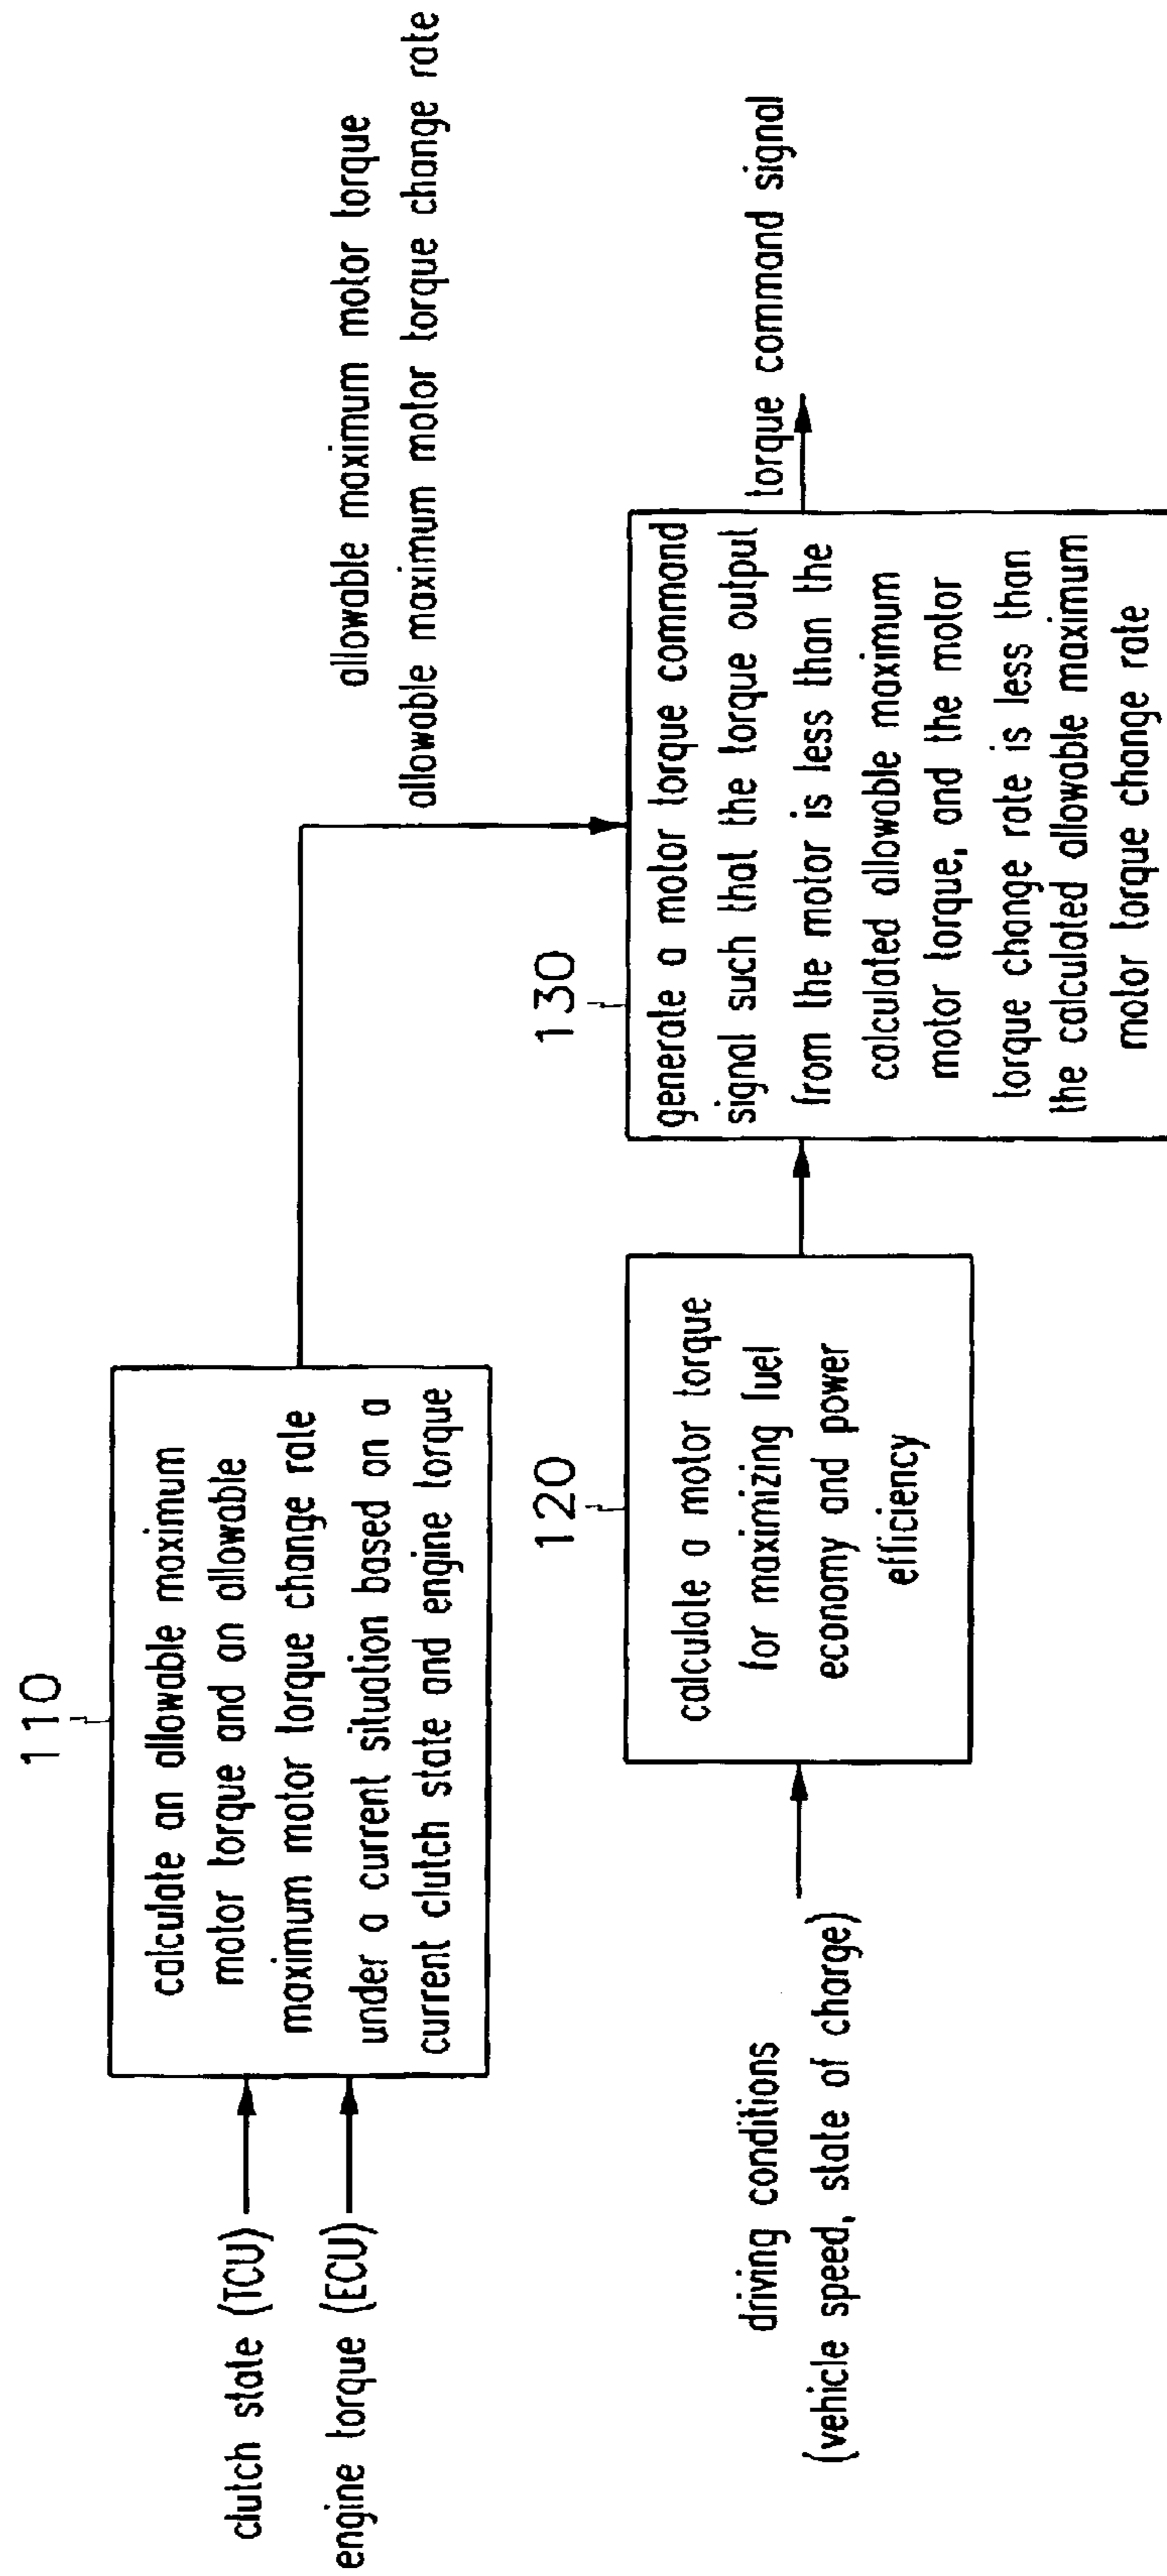 110
clutch state (TCU)
engine torque (ECU)
calculate an allowable maximum
motor torque and an allowable
maximum motor torque change rate
under a current situation based on a
current clutch state and engine torque
allowable maximum motor torque
allowable maximum motor torque change rate
120
driving conditions
(vehicle speed, state of charge)
calculate a motor torque
for maximizing fuel
economy and power
efficiency
130
generate a motor torque command
signal such that the torque output
from the motor is less than the
calculated allowable maximum
motor torque, and the motor
torque change rate is less than
the calculated allowable maximum
motor torque change rate
torque command signal